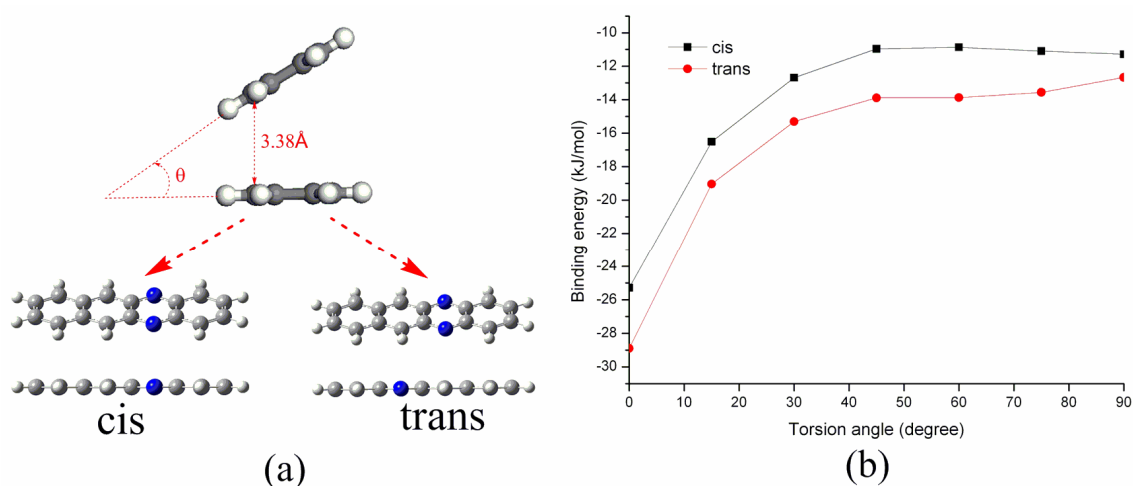 3.38Å
θ
cis
trans
(a)
cis
trans
-10
-12
-14
-16
-18
-20
-22
-24
-26
-28
-30
Binding energy (kJ/mol)
0 10 20 30 40 50 60 70 80 90
Torsion angle (degree)
(b)